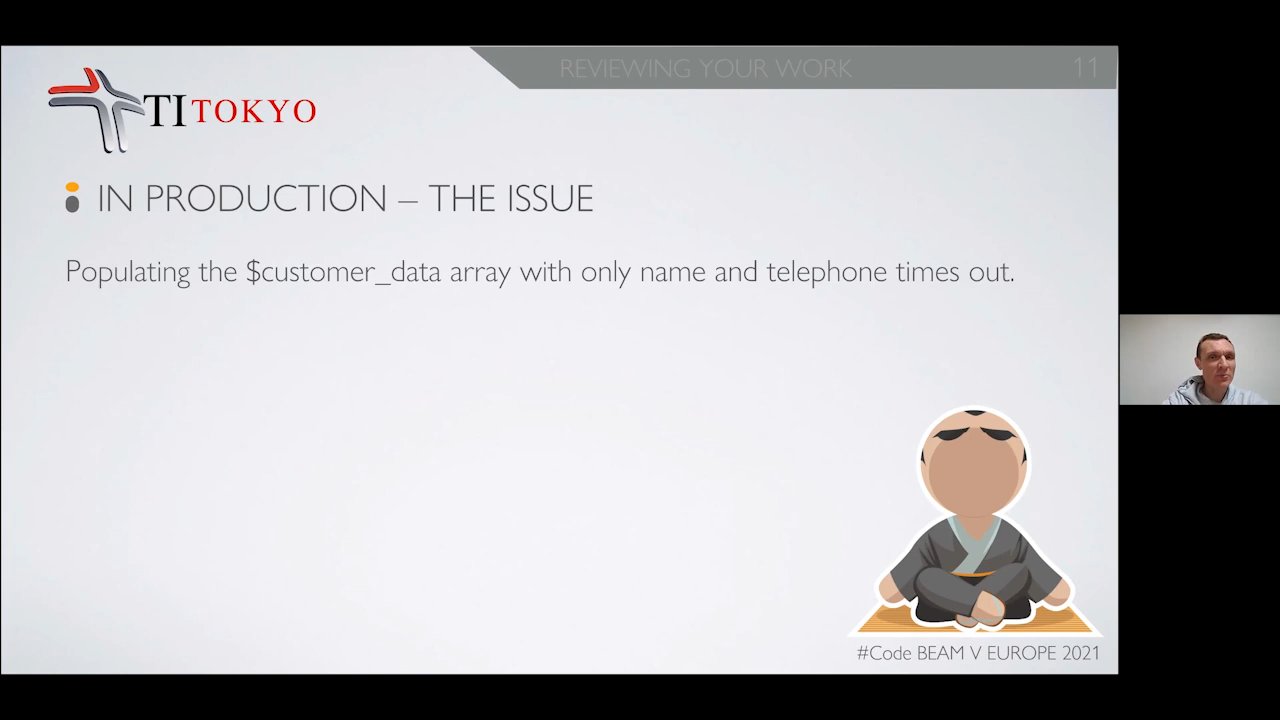 REVIEWING YOUR WORK 11
TI TOKYO
IN PRODUCTION – THE ISSUE
Populating the $customer_data array with only name and telephone times out.
#Code BEAM V EUROPE 2021